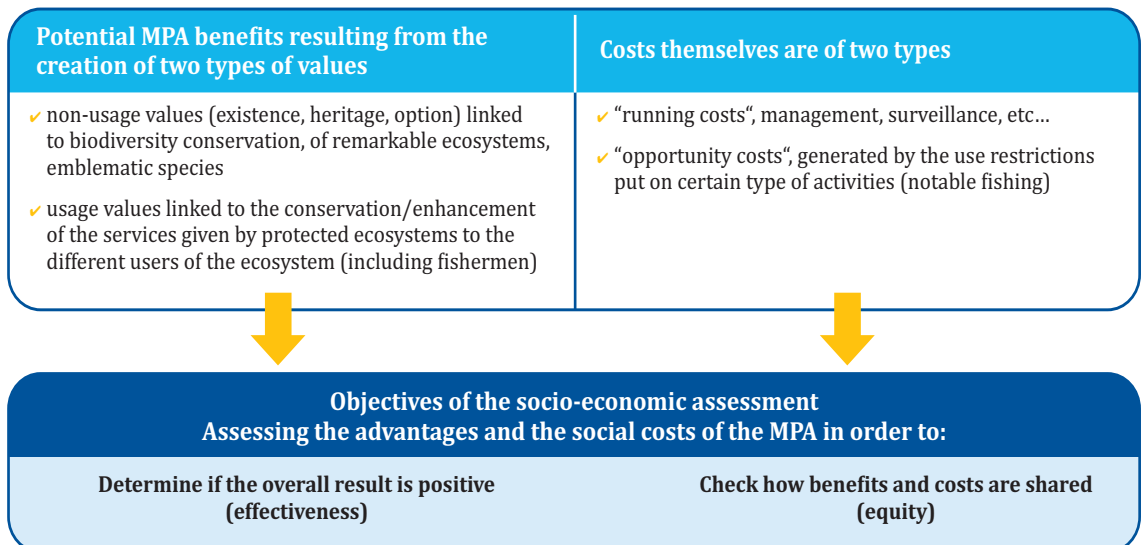 Potential MPA benefits resulting from the
creation of two types of values
✔ non-usage values (existence, heritage, option) linked
to biodiversity conservation, of remarkable ecosystems,
emblematic species
✔ usage values linked to the conservation/enhancement
of the services given by protected ecosystems to the
different users of the ecosystem (including fishermen)
Costs themselves are of two types
✔ “running costs“, management, surveillance, etc…
✔ “opportunity costs“, generated by the use restrictions
put on certain type of activities (notable fishing)
Objectives of the socio-economic assessment
Assessing the advantages and the social costs of the MPA in order to:
Determine if the overall result is positive
(effectiveness)
Check how benefits and costs are shared
(equity)